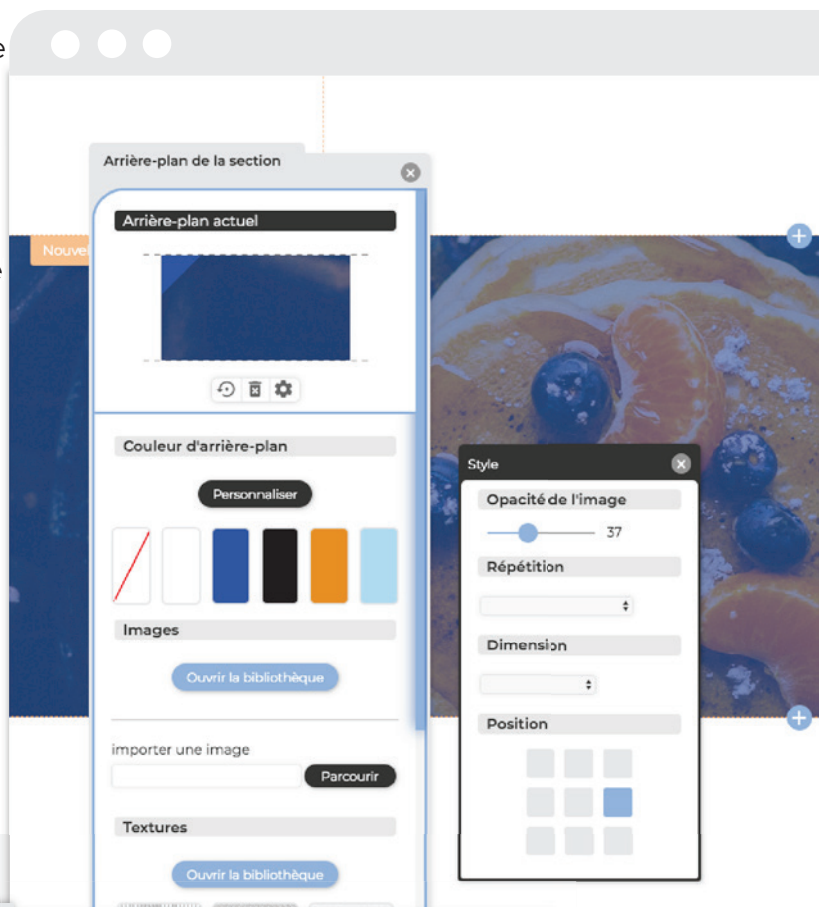 Arrière-plan de la section
Arrière-plan actuel
Couleur d'arrière-plan
Personnaliser
Images
Ouvrir la bibliothèque
importer une image
Parcourir
Textures
Ouvrir la bibliothèque
Style
Opacité de l'image
37
Répétition
Dimension
Position